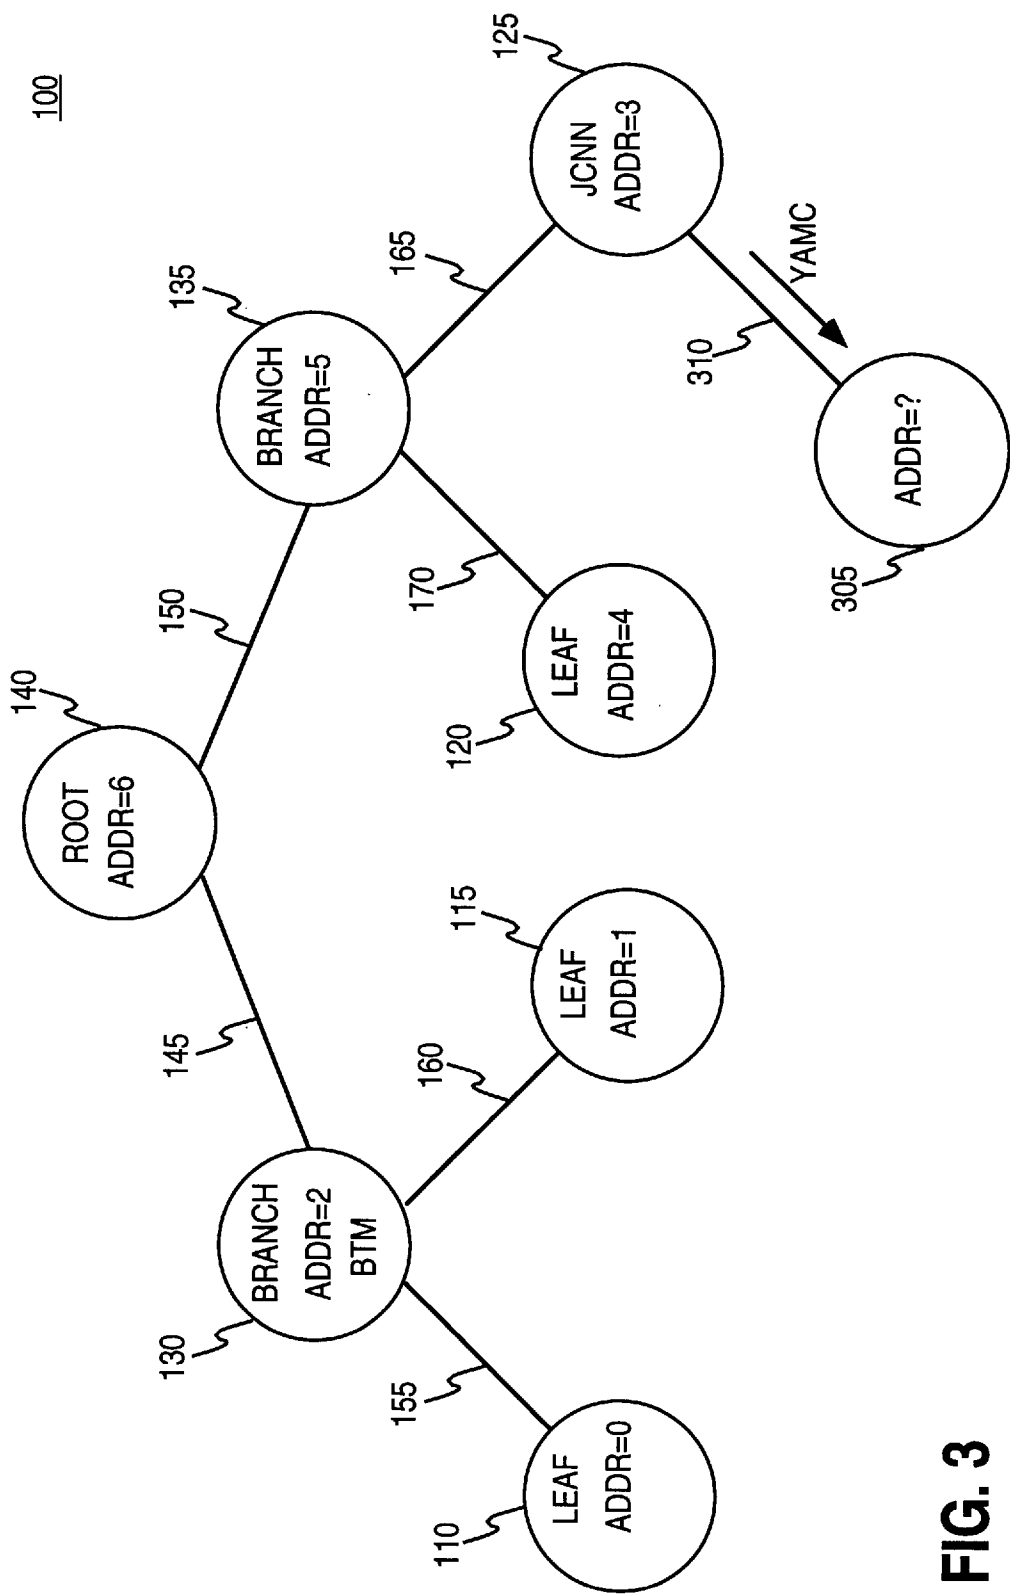 100
140
ROOT
ADDR=6
145
150
130
BRANCH
ADDR=2
BTM
135
BRANCH
ADDR=5
155
160
170
165
110
LEAF
ADDR=0
115
LEAF
ADDR=1
120
LEAF
ADDR=4
125
JCNN
ADDR=3
310
YAMC
305
ADDR=?
FIG. 3